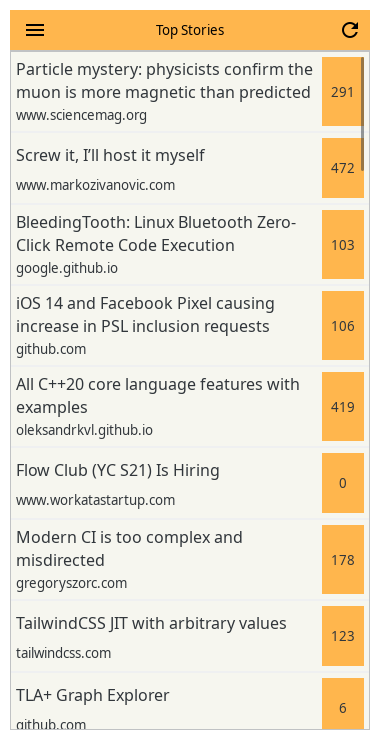 Top Stories
Particle mystery: physicists confirm the
muon is more magnetic than predicted
www.sciencemag.org
291
Screw it, I’ll host it myself
www.markozivanovic.com
472
BleedingTooth: Linux Bluetooth Zero-
Click Remote Code Execution
google.github.io
103
iOS 14 and Facebook Pixel causing
increase in PSL inclusion requests
github.com
106
All C++20 core language features with
examples
oleksandrkvl.github.io
419
Flow Club (YC S21) Is Hiring
www.workatastartup.com
0
Modern CI is too complex and
misdirected
gregoryszorc.com
178
TailwindCSS JIT with arbitrary values
tailwindcss.com
123
TLA+ Graph Explorer
github.com
6